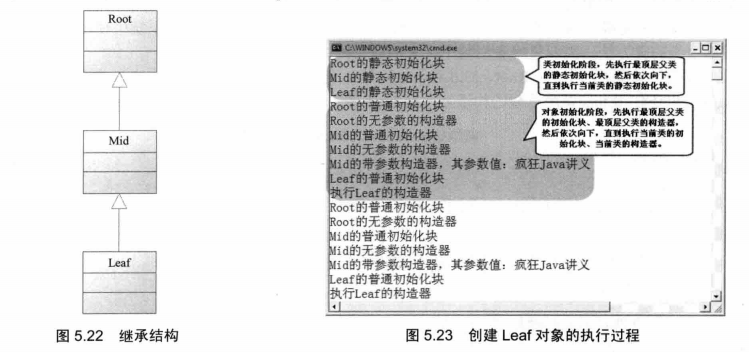 Root
Mid
Leaf
图 5.22 继承结构
C:\WINDOWS\system32\cmd.exe
Root的静态初始化块
Mid的静态初始化块
Leaf的静态初始化块
Root的普通初始化块
Root的无参数的构造器
Mid的普通初始化块
Mid的无参数的构造器
Mid的带参数构造器，其参数值：疯狂Java讲义
Leaf的普通初始化块
执行Leaf的构造器
Root的普通初始化块
Root的无参数的构造器
Mid的普通初始化块
Mid的无参数的构造器
Mid的带参数构造器，其参数值：疯狂Java讲义
Leaf的普通初始化块
执行Leaf的构造器
类初始化阶段，先执行最顶层父类
的静态初始化块，然后依次向下，
直到执行当前类的静态初始化块。
对象初始化阶段，先执行最顶层父类
的初始化块、最顶层父类的构造器，
然后依次向下，直到执行当前类的初
始化块、当前类的构造器。
图 5.23 创建 Leaf 对象的执行过程